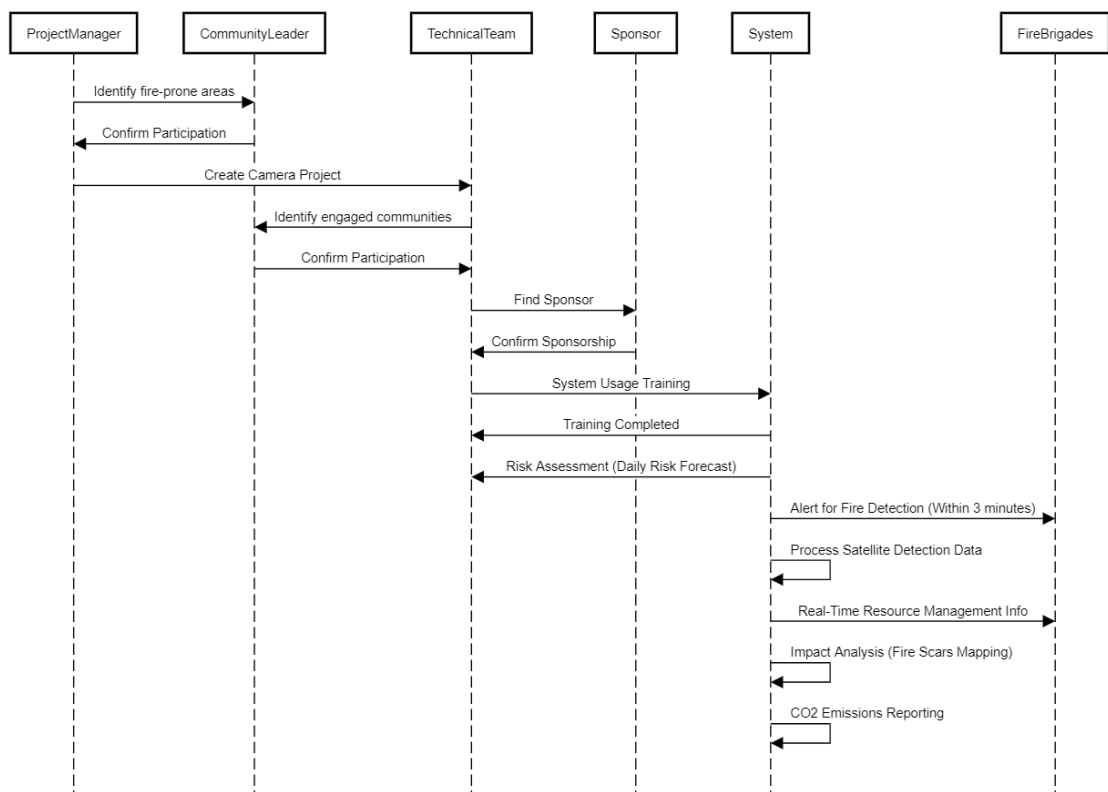 ProjectManager
CommunityLeader
TechnicalTeam
Sponsor
System
FireBrigades
Identify fire-prone areas
Confirm Participation
Create Camera Project
Identify engaged communities
Confirm Participation
Find Sponsor
Confirm Sponsorship
System Usage Training
Training Completed
Risk Assessment (Daily Risk Forecast)
Alert for Fire Detection (Within 3 minutes)
Process Satellite Detection Data
Real-Time Resource Management Info
Impact Analysis (Fire Scars Mapping)
CO2 Emissions Reporting